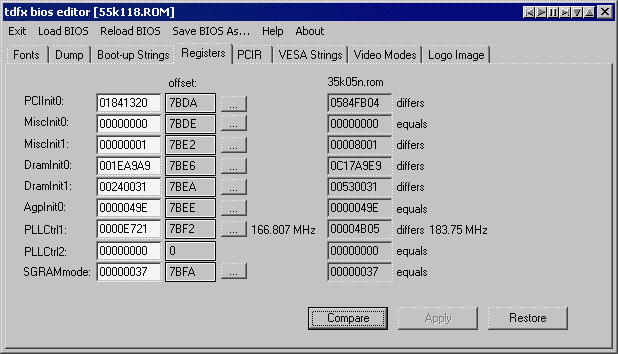 tdfx bios editor [55k118.ROM]
Exit Load BIOS Reload BIOS Save BIOS As... Help About
Fonts Dump Boot-up Strings Registers PCIR VESA Strings Video Modes Logo Image
offset: 35k05n.rom
PCIInit0: 01841320 7BDA ... 0584FB04 differs
MiscInit0: 00000000 7BDE ... 00000000 equals
MiscInit1: 00000001 7BE2 ... 00008001 differs
DramInit0: 001EA9A9 7BE6 ... 0C17A9E9 differs
DramInit1: 00240031 7BEA ... 00530031 differs
AgpInit0: 0000049E 7BEE ... 0000049E equals
PLLCtrl1: 0000E721 7BF2 ... 166.807 MHz 00004B05 differs 183.75 MHz
PLLCtrl2: 00000000 0 00000000 equals
SGRAMmode: 00000037 7BFA ... 00000037 equals
Compare Apply Restore